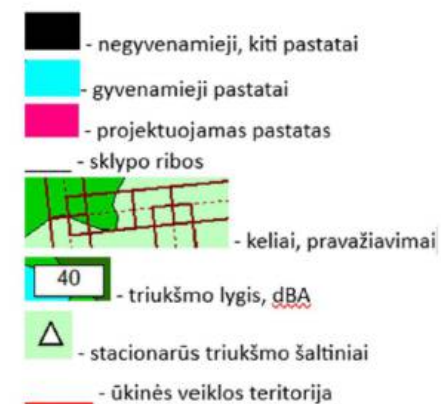 - negyvenamieji, kiti pastatai
- gyvenamieji pastatai
- projektuojamas pastatas
- sklypo ribos
- keliai, pravažiavimai
40
- triukšmo lygis, dBA
- stacionarūs triukšmo šaltiniai
- ūkinės veiklos teritorija